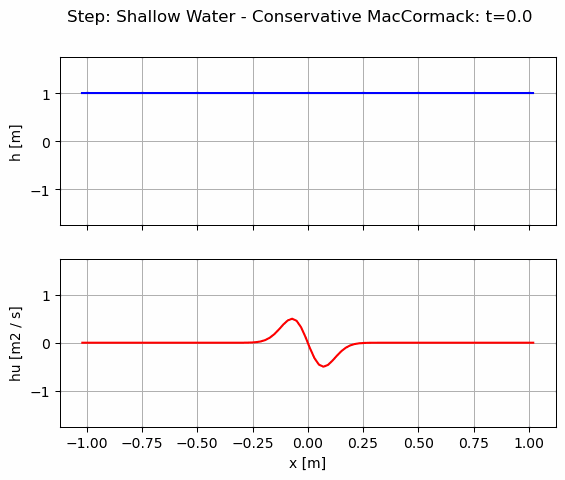 Step: Shallow Water - Conservative MacCormack: t=0.0
h [m]
1
0
−1
hu [m2 / s]
1
0
−1
−1.00 −0.75 −0.50 −0.25 0.00 0.25 0.50 0.75 1.00
x [m]